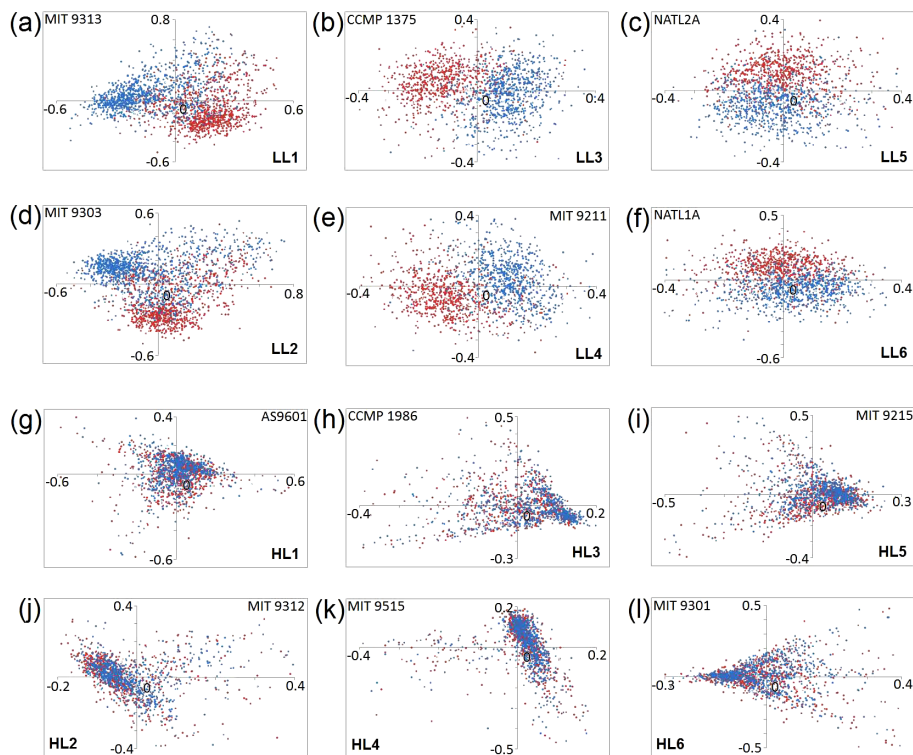 (a) MIT 9313 0.8 -0.6 0 0.6 -0.6 LL1
(b) CCMP 1375 0.4 -0.4 0 0.4 -0.4 LL3
(c) NATL2A 0.4 -0.4 0 0.4 -0.4 LL5
(d) MIT 9303 0.6 -0.6 0 0.8 -0.6 LL2
(e) MIT 9211 0.4 -0.4 0 0.4 -0.4 LL4
(f) NATL1A 0.5 -0.4 0 0.4 -0.6 LL6
(g) AS9601 0.4 -0.6 0 0.6 -0.6 HL1
(h) CCMP 1986 0.5 -0.4 0 0.2 -0.3 HL3
(i) MIT 9215 0.5 -0.5 0 0.3 -0.4 HL5
(j) MIT 9312 0.4 -0.2 0 0.4 -0.4 HL2
(k) MIT 9515 0.2 -0.4 0 0.2 -0.5 HL4
(l) MIT 9301 0.5 -0.3 0 0.4 -0.5 HL6